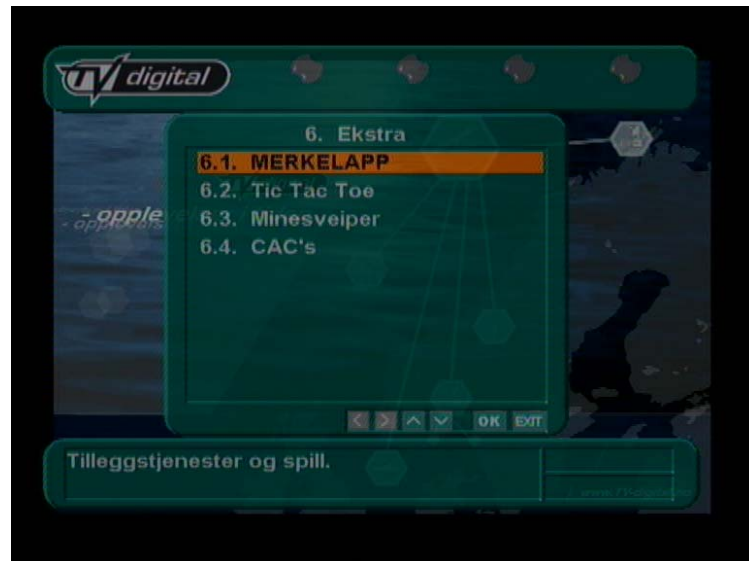 TV digital
6. Ekstra
6.1. MERKELAPP
6.2. Tic Tac Toe
6.3. Minesveiper
6.4. CAC's
- opple
OK EXIT
Tilleggstjenester og spill.